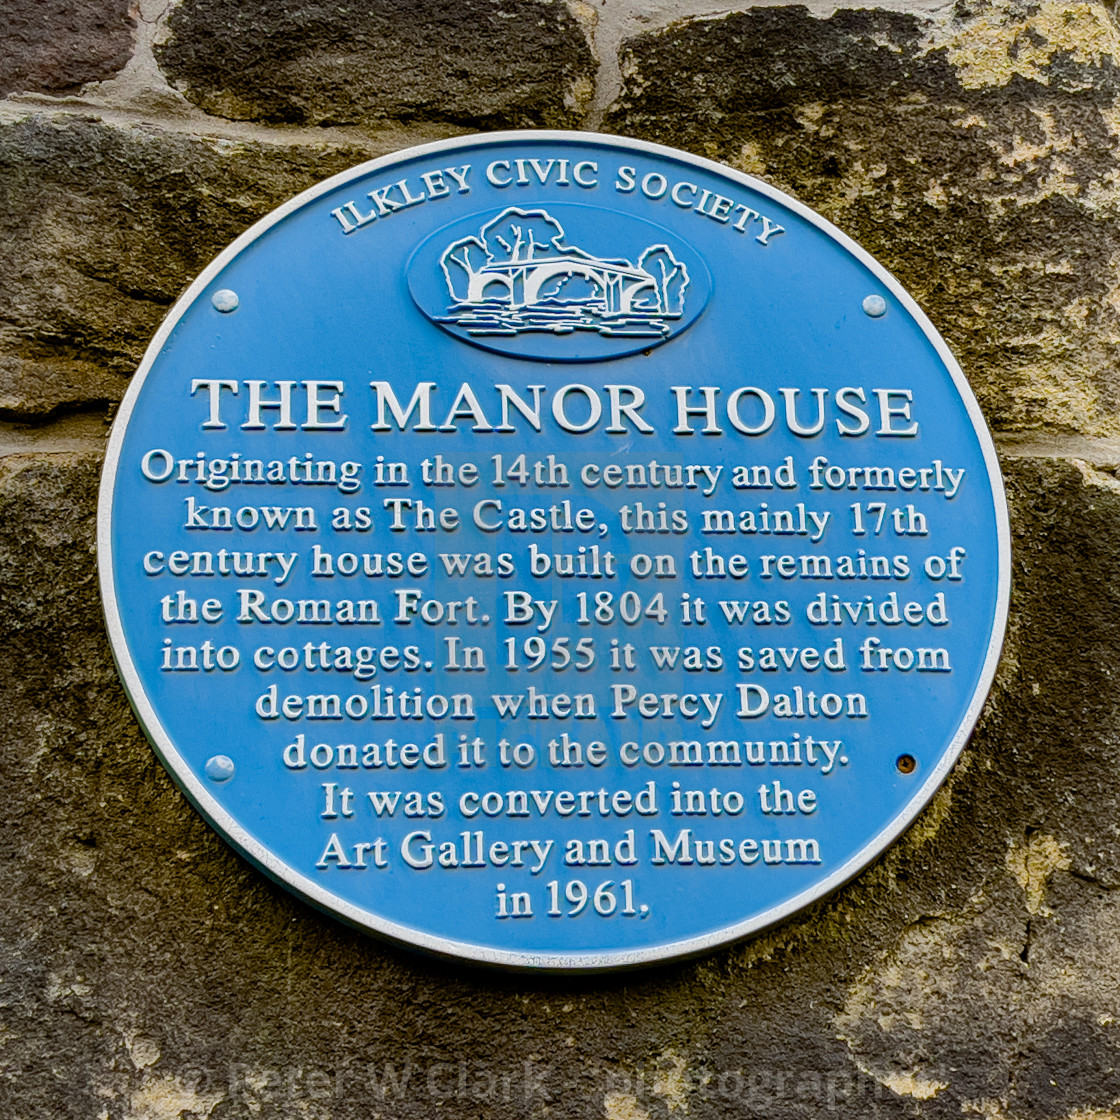 ILKLEY CIVIC SOCIETY
THE MANOR HOUSE
Originating in the 14th century and formerly
known as The Castle, this mainly 17th
century house was built on the remains of
the Roman Fort. By 1804 it was divided
into cottages. In 1955 it was saved from
demolition when Percy Dalton
donated it to the community.
It was converted into the
Art Gallery and Museum
in 1961.
© Peter W Clark